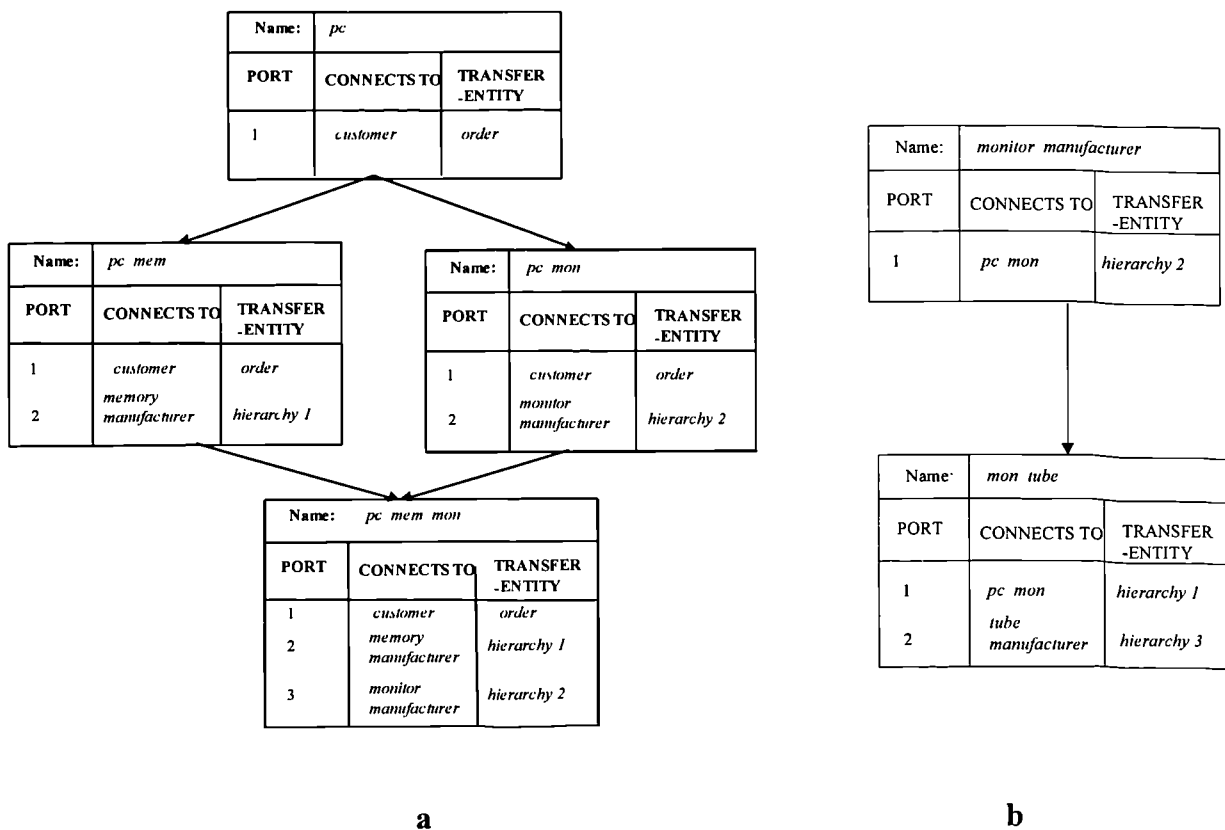 Name: pc
PORT CONNECTS TO TRANSFER
-ENTITY
1 customer order
Name: pc mem
PORT CONNECTS TO TRANSFER
-ENTITY
1 customer order
memory
2 manufacturer hierarchy 1
Name: pc mon
PORT CONNECTS TO TRANSFER
-ENTITY
1 customer order
monitor
2 manufacturer hierarchy 2
Name: pc mem mon
PORT CONNECTS TO TRANSFER
-ENTITY
1 customer order
2 memory hierarchy 1
manufacturer
3 monitor hierarchy 2
manufacturer
a
Name: monitor manufacturer
PORT CONNECTS TO TRANSFER
-ENTITY
1 pc mon hierarchy 2
Name· mon tube
PORT CONNECTS TO TRANSFER
-ENTITY
1 pc mon hierarchy 1
tube
2 manufacturer hierarchy 3
b